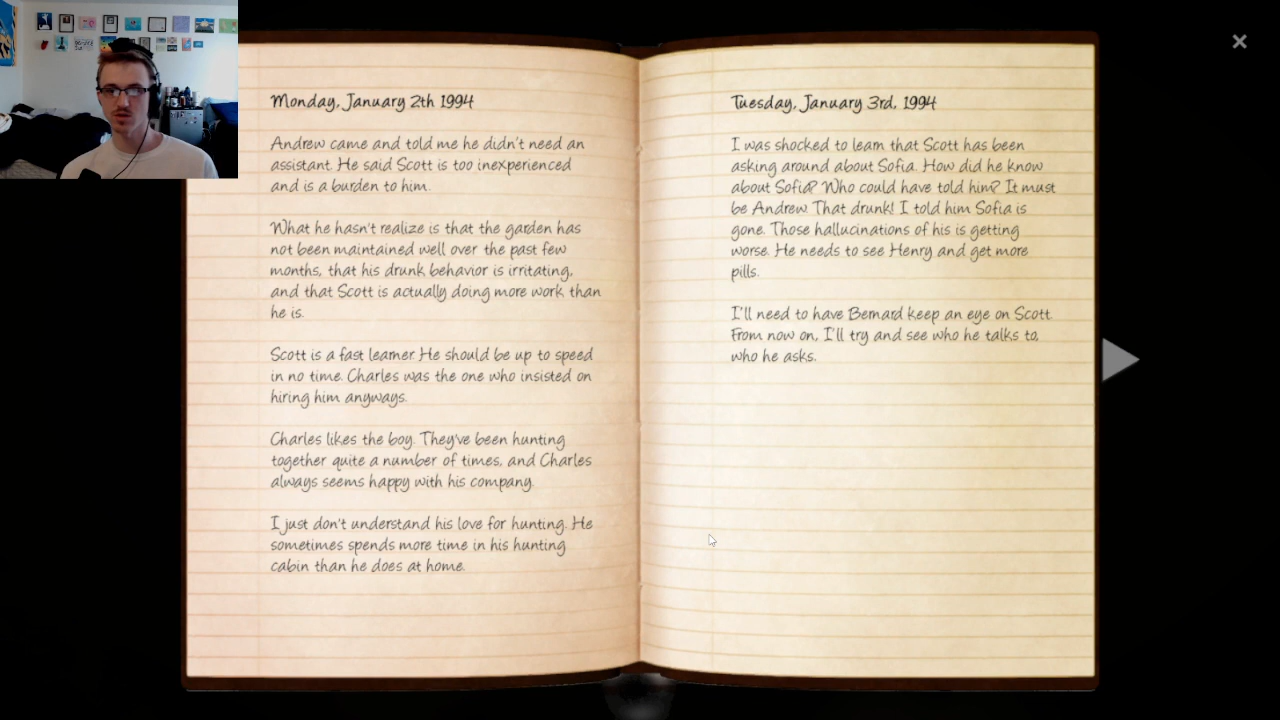 Monday, January 2th 1994
Andrew came and told me he didn't need an
assistant. He said Scott is too inexperienced
and is a burden to him.
What he hasn't realize is that the garden has
not been maintained well over the past few
months, that his drunk behavior is irritating,
and that Scott is actually doing more work than
he is.
Scott is a fast learner. He should be up to speed
in no time. Charles was the one who insisted on
hiring him anyways.
Charles likes the boy. They've been hunting
together quite a number of times, and Charles
always seems happy with his company.
I just don't understand his love for hunting. He
sometimes spends more time in his hunting
cabin than he does at home.
Tuesday, January 3rd, 1994
I was shocked to learn that Scott has been
asking around about Sofia. How did he know
about Sofia? Who could have told him? It must
be Andrew. That drunk! I told him Sofia is
gone. Those hallucinations of his is getting
worse. He needs to see Henry and get more
pills.
I'll need to have Bernard keep an eye on Scott.
From now on, I'll try and see who he talks to,
who he asks.